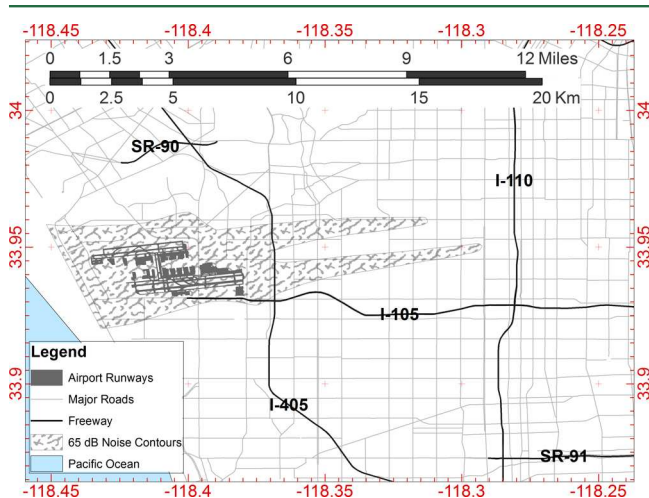 -118.45 -118.4 -118.35 -118.3 -118.25
0 1.5 3 6 9 12 Miles
0 2.5 5 10 15 20 Km
34 34
SR-90
I-110
33.95 33.95
I-105
Legend
Airport Runways
Major Roads
Freeway
65 dB Noise Contours
Pacific Ocean
33.9 33.9
I-405
SR-91
-118.45 -118.4 -118.35 -118.3 -118.25